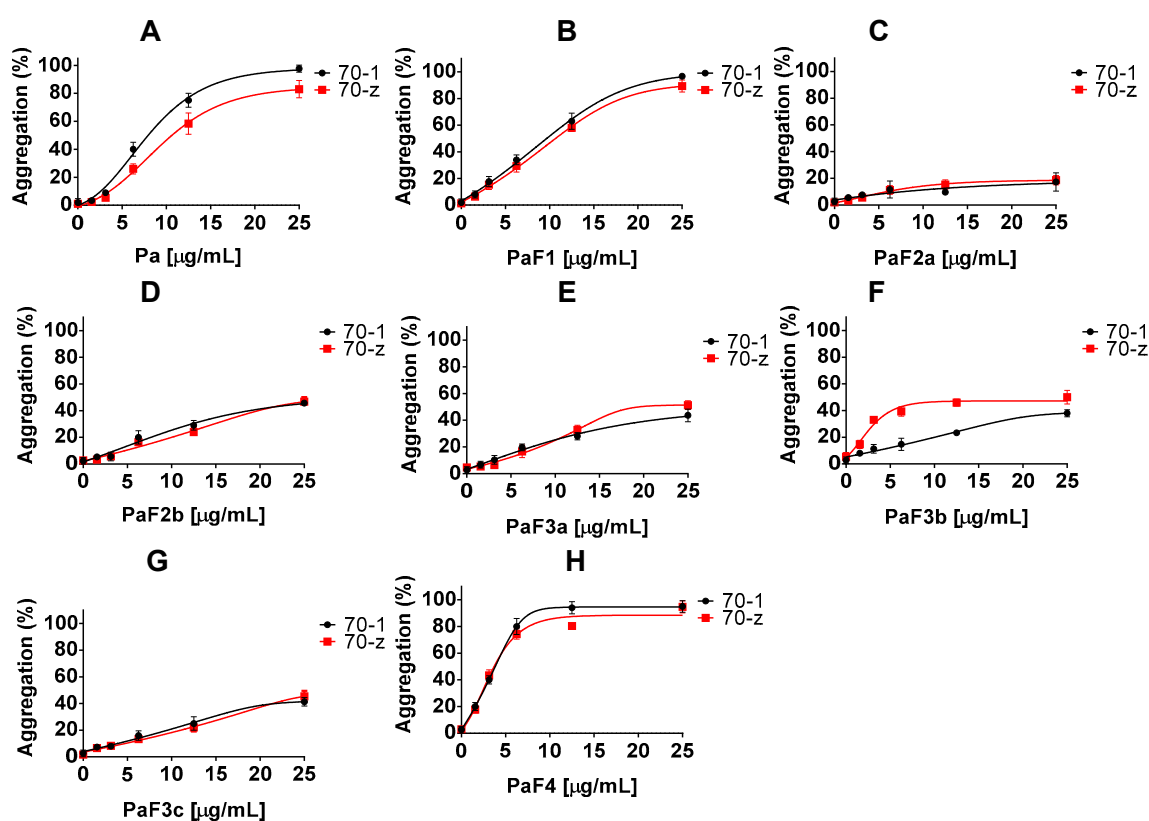 A
Aggregation (%)
100
80
60
40
20
0
0 5 10 15 20 25
Pa [µg/mL]
70-1
70-z
B
Aggregation (%)
100
80
60
40
20
0
0 5 10 15 20 25
PaF1 [µg/mL]
70-1
70-z
C
Aggregation (%)
100
80
60
40
20
0
0 5 10 15 20 25
PaF2a [µg/mL]
70-1
70-z
D
Aggregation (%)
100
80
60
40
20
0
0 5 10 15 20 25
PaF2b [µg/mL]
70-1
70-z
E
Aggregation (%)
100
80
60
40
20
0
0 5 10 15 20 25
PaF3a [µg/mL]
70-1
70-z
F
Aggregation (%)
100
80
60
40
20
0
0 5 10 15 20 25
PaF3b [µg/mL]
70-1
70-z
G
Aggregation (%)
100
80
60
40
20
0
0 5 10 15 20 25
PaF3c [µg/mL]
70-1
70-z
H
Aggregation (%)
100
80
60
40
20
0
0 5 10 15 20 25
PaF4 [µg/mL]
70-1
70-z